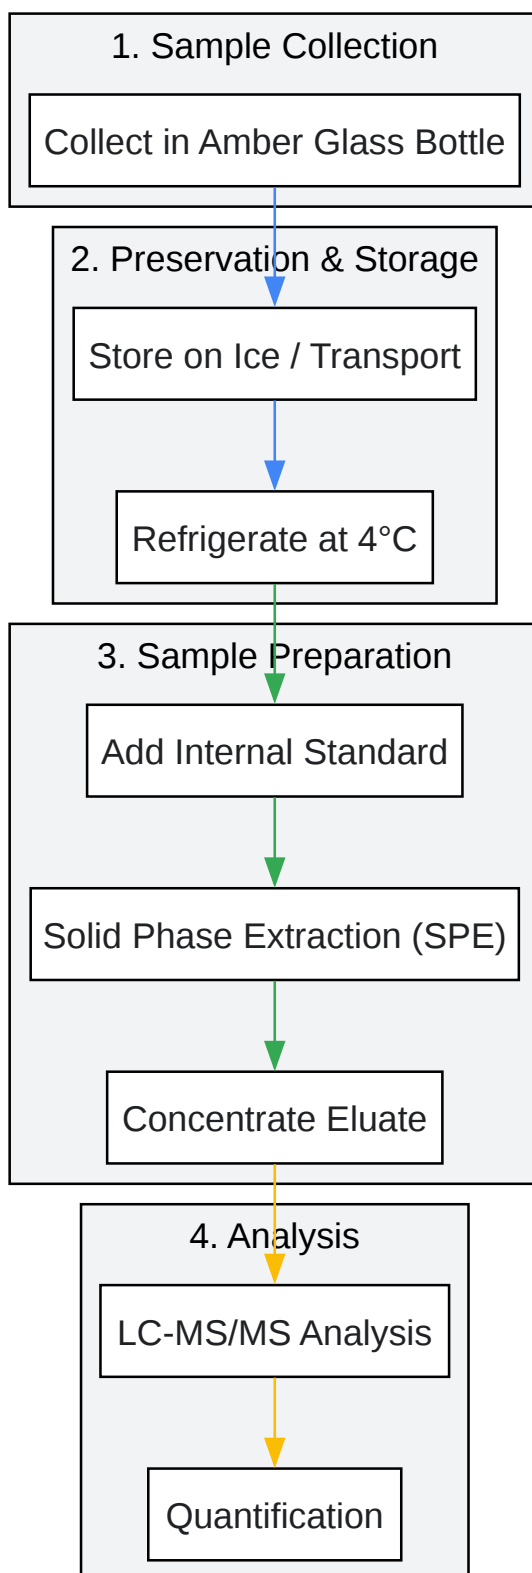 1. Sample Collection
Collect in Amber Glass Bottle
2. Preservation & Storage
Store on Ice / Transport
Refrigerate at 4°C
3. Sample Preparation
Add Internal Standard
Solid Phase Extraction (SPE)
Concentrate Eluate
4. Analysis
LC-MS/MS Analysis
Quantification